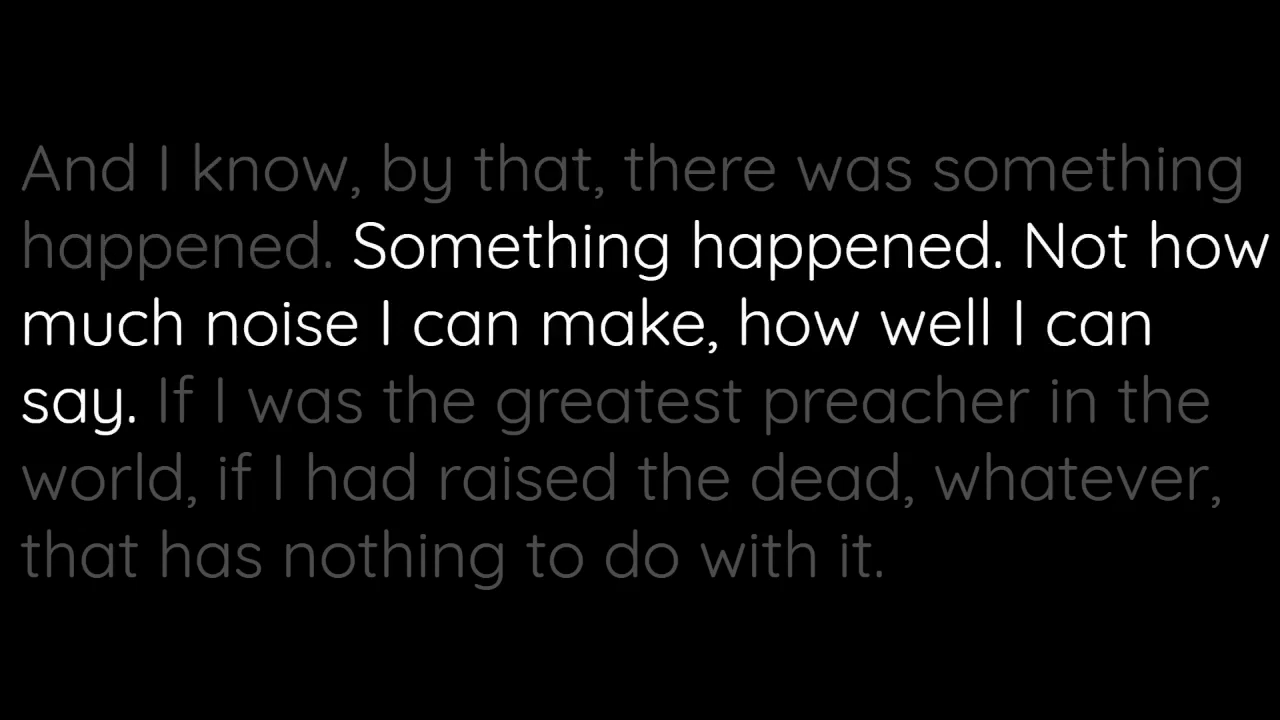 And I know, by that, there was something
happened. Something happened. Not how
much noise I can make, how well I can
say. If I was the greatest preacher in the
world, if I had raised the dead, whatever,
that has nothing to do with it.